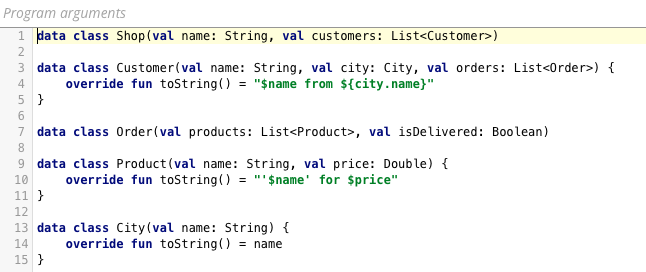 Program arguments
1 data class Shop(val name: String, val customers: List<Customer>)
2
3 data class Customer(val name: String, val city: City, val orders: List<Order>) {
4     override fun toString() = "$name from ${city.name}"
5 }
6
7 data class Order(val products: List<Product>, val isDelivered: Boolean)
8
9 data class Product(val name: String, val price: Double) {
10     override fun toString() = "'$name' for $price"
11 }
12
13 data class City(val name: String) {
14     override fun toString() = name
15 }